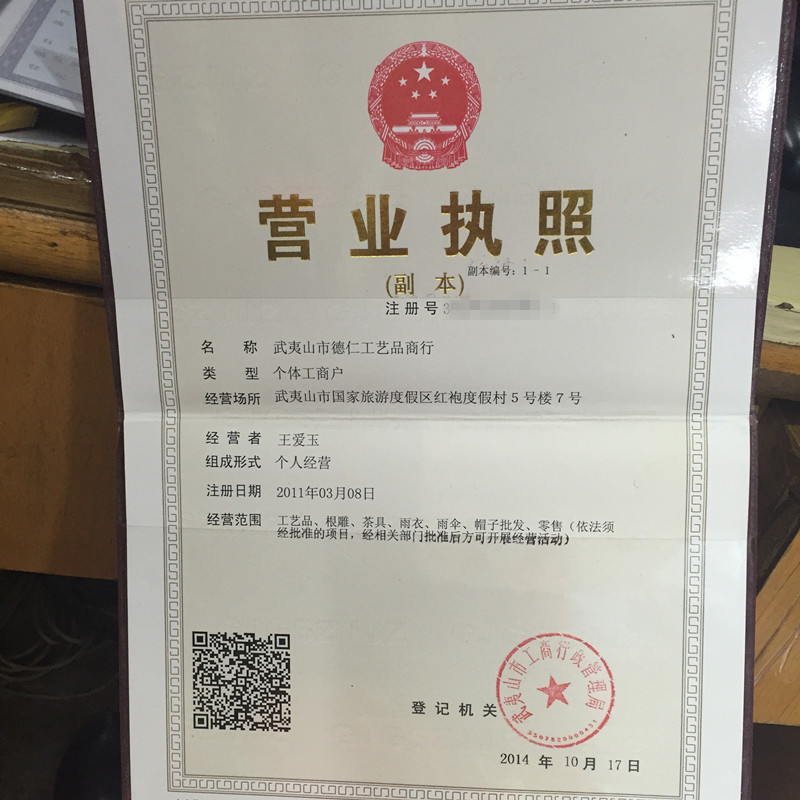 营业执照
(副 本)
副本编号：1-1
注册号3
名 称 武夷山市德仁工艺品商行
类 型 个体工商户
经营场所 武夷山市国家旅游度假区红袍度假村5号楼7号
经营者 王爱玉
组成形式 个人经营
注册日期 2011年03月08日
经营范围 工艺品、根雕、茶具、雨衣、雨伞、帽子批发、零售（依法须
经批准的项目，经相关部门批准后方可开展经营活动）
登记机关
武夷山市工商行政管理局
2014 年 10 月 17 日